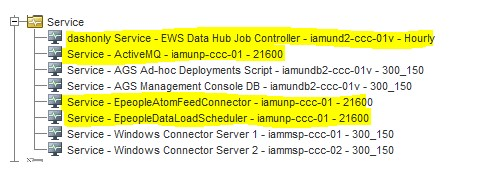 Service
dashonly Service - EWS Data Hub Job Controller - iamund2-ccc-01v - Hourly
Service - ActiveMQ - iamunp-ccc-01 - 21600
Service - AGS Ad-hoc Deployments Script - iamundb2-ccc-01v - 300_150
Service - AGS Management Console DB - iamundb2-ccc-01v - 300_150
Service - EpeopleAtomFeedConnector - iamunp-ccc-01 - 21600
Service - EpeopleDataLoadScheduler - iamunp-ccc-01 - 21600
Service - Windows Connector Server 1 - iammsp-ccc-01 - 300_150
Service - Windows Connector Server 2 - iammsp-ccc-02 - 300_150